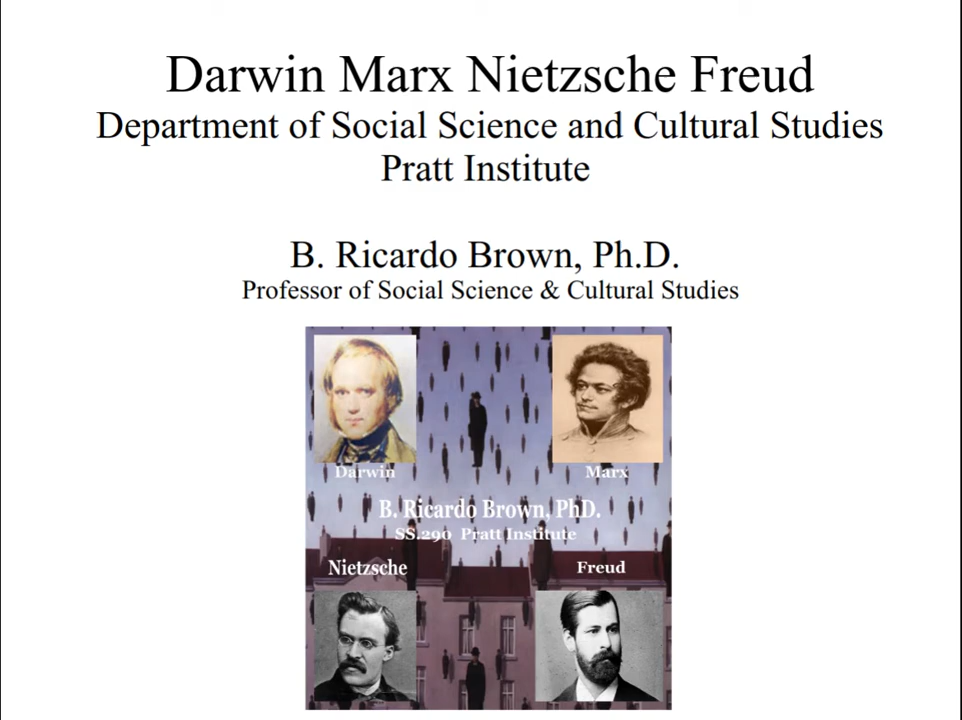 Darwin Marx Nietzsche Freud
Department of Social Science and Cultural Studies
Pratt Institute
B. Ricardo Brown, Ph.D.
Professor of Social Science & Cultural Studies
Darwin
Marx
B. Ricardo Brown, PhD.
SS.290 Pratt Institute
Nietzsche
Freud